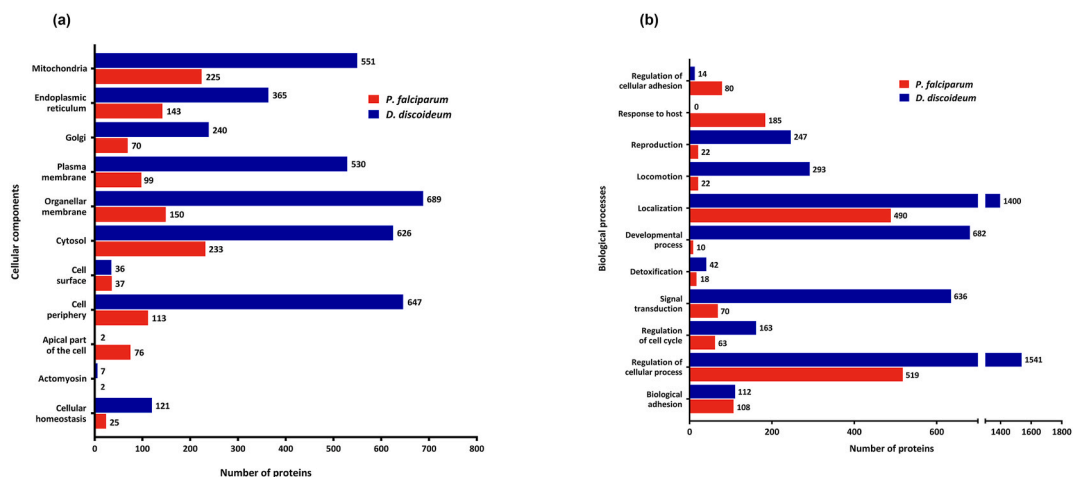 (a)
Cellular components
Mitochondria
551
225
Endoplasmic
reticulum
365
143
Golgi
240
70
Plasma
membrane
530
99
Organellar
membrane
689
150
Cytosol
626
233
Cell
surface
36
37
Cell
periphery
647
113
Apical part
of the cell
2
76
Actomyosin
7
2
Cellular
homeostasis
121
25
P. falciparum
D. discoideum
0 100 200 300 400 500 600 700 800
Number of proteins
(b)
Biological processes
Regulation of
cellular adhesion
14
80
Response to host
0
185
Reproduction
247
22
Locomotion
293
22
Localization
1400
490
Developmental
process
682
10
Detoxification
42
18
Signal
transduction
636
70
Regulation
of cell cycle
163
63
Regulation of
cellular process
1541
519
Biological
adhesion
112
108
P. falciparum
D. discoideum
0 200 400 600 1400 1600 1800
Number of proteins